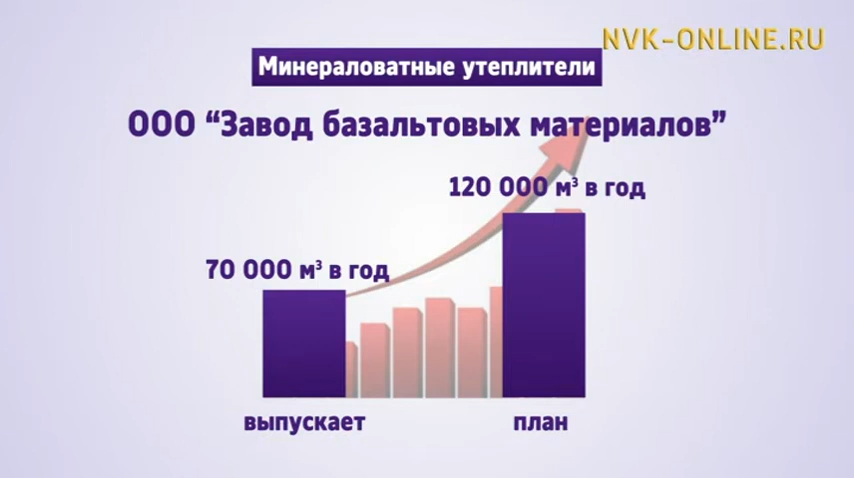 NVK-ONLINE.RU
Минераловатные утеплители
ООО “Завод базальтовых материалов”
120 000 м³ в год
70 000 м³ в год
выпускает план